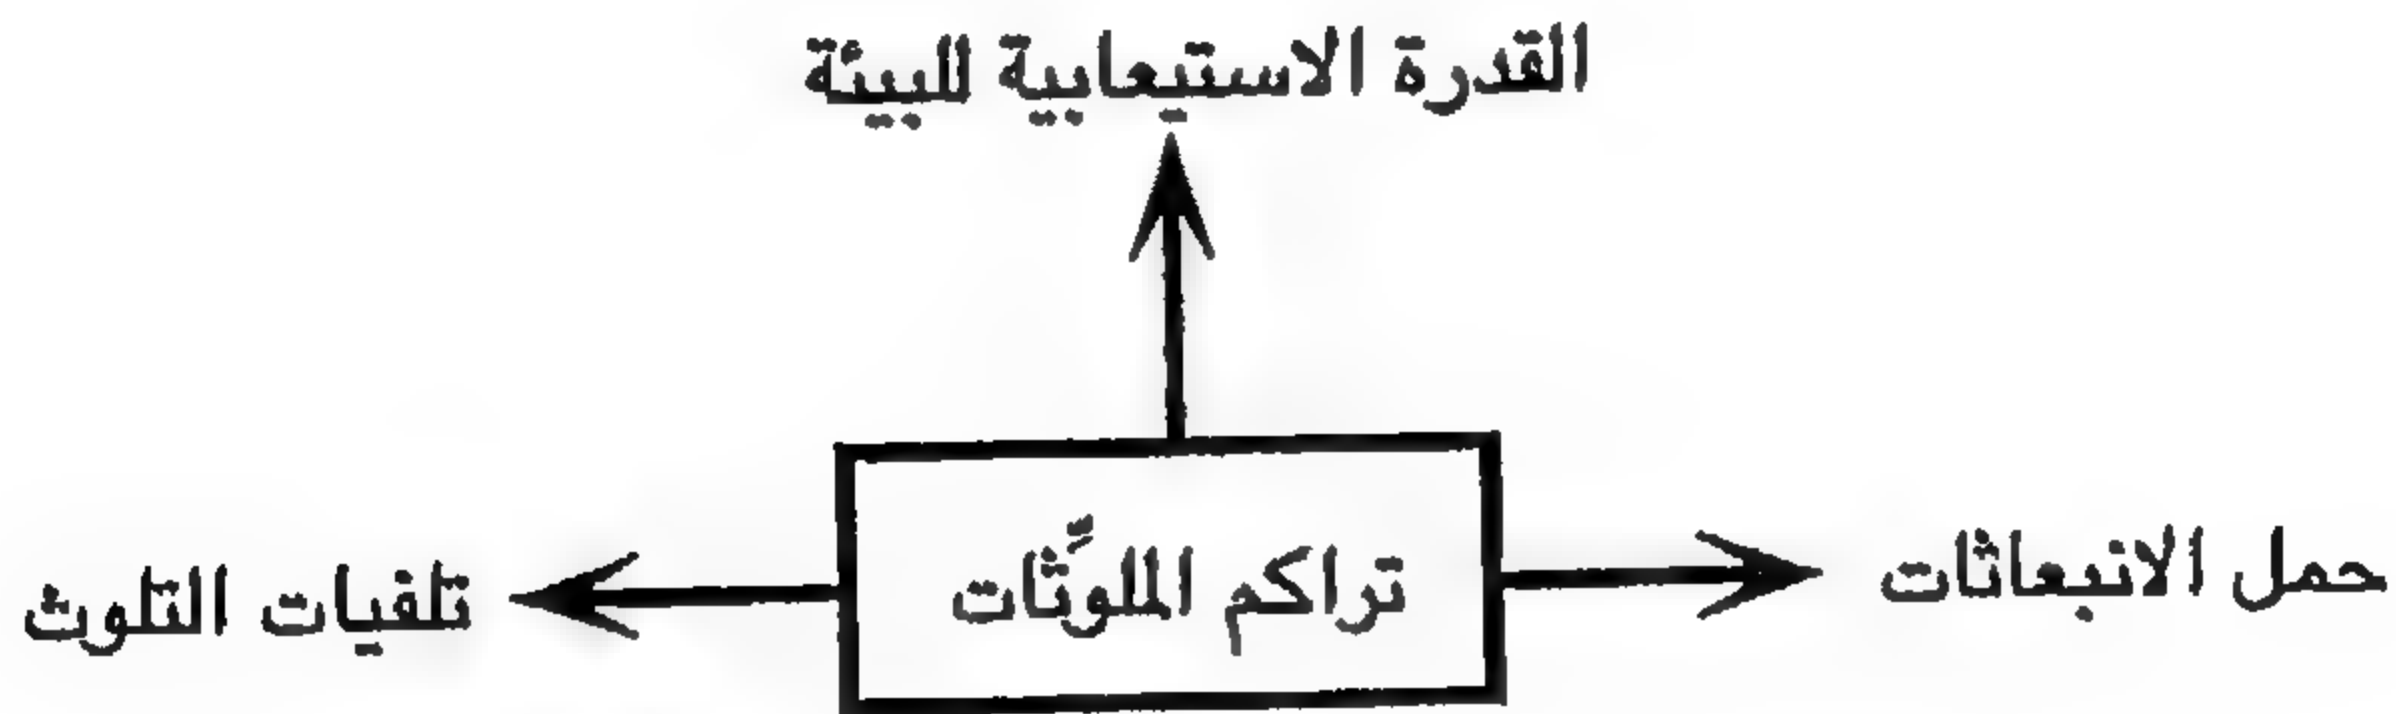 القدرة الاستيعابية للبيئة
حمل الانبعاثات
تراكم الملوِّثات
تلفيات التلوث